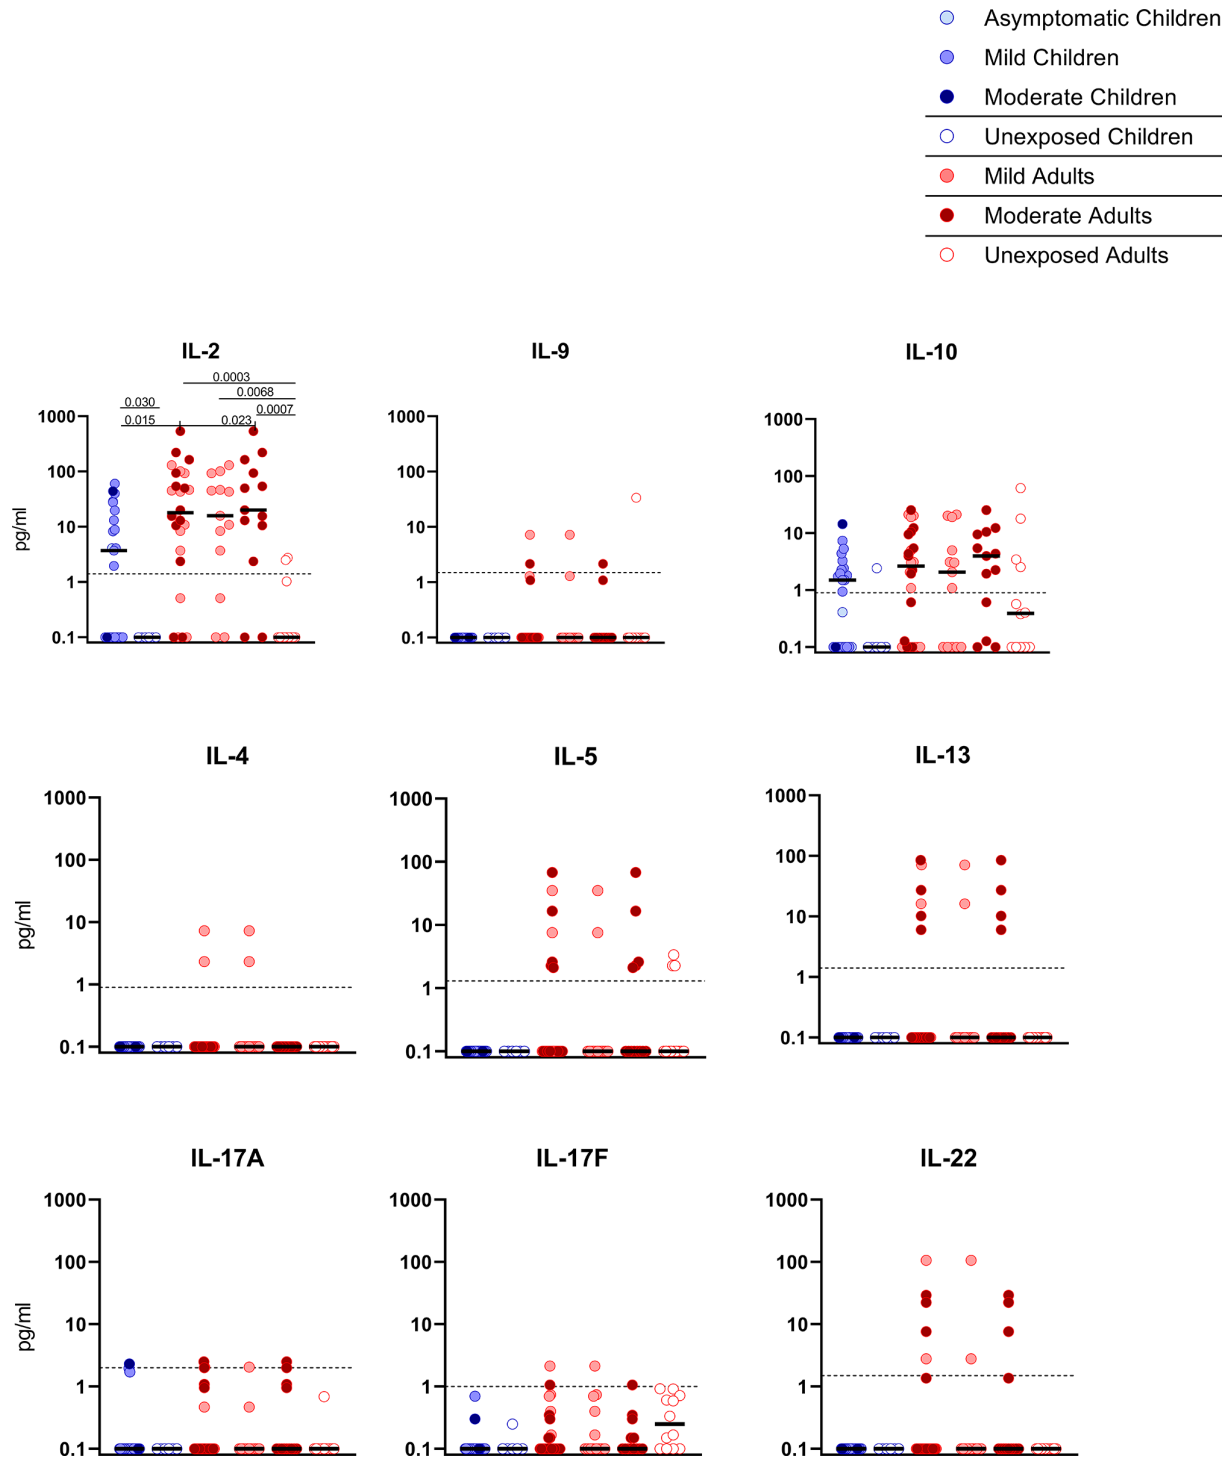 Asymptomatic Children
Mild Children
Moderate Children
Unexposed Children
Mild Adults
Moderate Adults
Unexposed Adults
IL-2
IL-9
IL-10
0.0003
0.0068
0.030
0.0007
0.015
0.023
pg/ml
1000
100
10
1
0.1
1000
100
10
1
0.1
1000
100
10
1
0.1
IL-4
IL-5
IL-13
pg/ml
1000
100
10
1
0.1
1000
100
10
1
0.1
1000
100
10
1
0.1
IL-17A
IL-17F
IL-22
pg/ml
1000
100
10
1
0.1
1000
100
10
1
0.1
1000
100
10
1
0.1